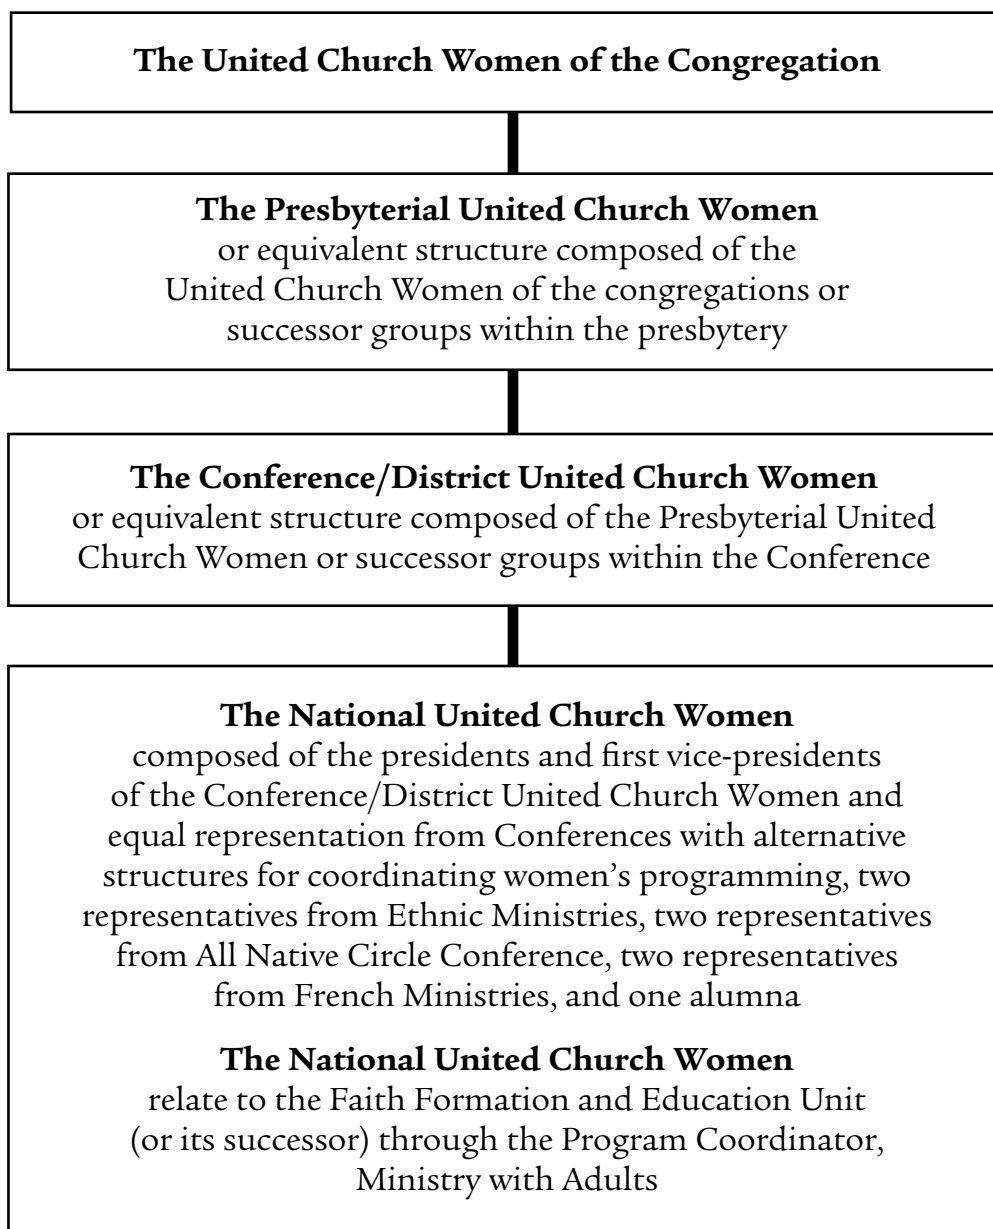 The United Church Women of the Congregation
The Presbyterial United Church Women
or equivalent structure composed of the
United Church Women of the congregations or
successor groups within the presbytery
The Conference/District United Church Women
or equivalent structure composed of the Presbyterial United
Church Women or successor groups within the Conference
The National United Church Women
composed of the presidents and first vice-presidents
of the Conference/District United Church Women and
equal representation from Conferences with alternative
structures for coordinating women’s programming, two
representatives from Ethnic Ministries, two representatives
from All Native Circle Conference, two representatives
from French Ministries, and one alumna
The National United Church Women
relate to the Faith Formation and Education Unit
(or its successor) through the Program Coordinator,
Ministry with Adults